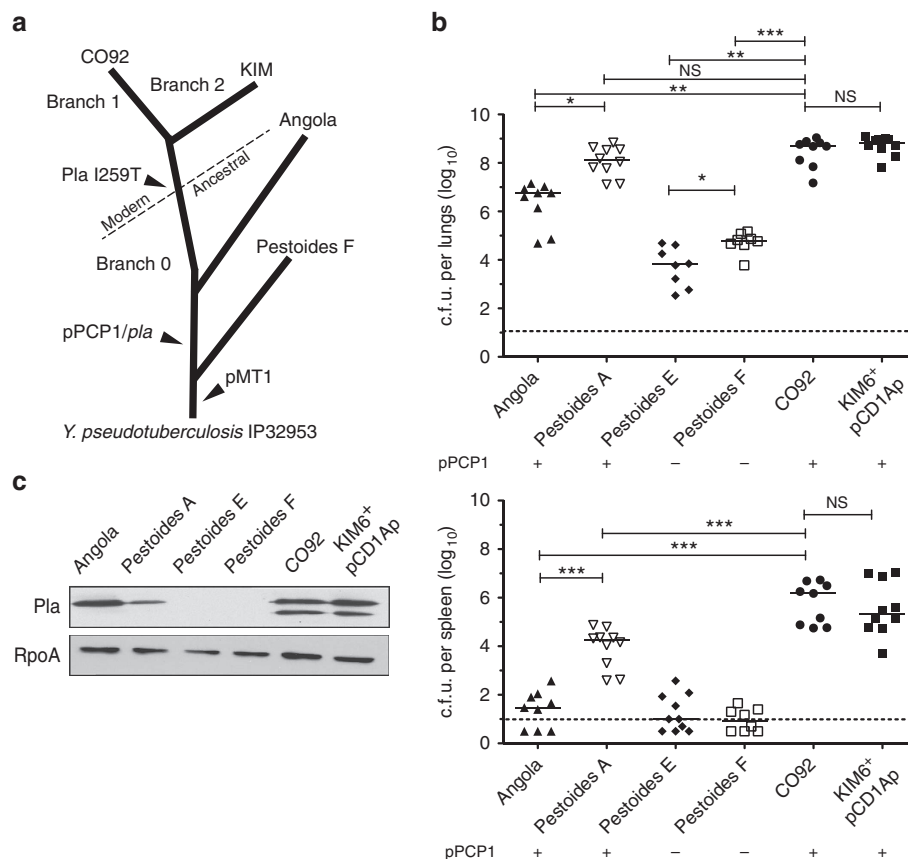 a
CO92
Branch 2
KIM
Branch 1
Angola
Pla I259T
Ancestral
Modern
Pestoides F
Branch 0
pPCP1/pla
pMT1
Y. pseudotuberculosis IP32953
b
***
**
NS
**
NS
*
*
c.f.u. per lungs (log10)
10
8
6
4
2
0
Angola
Pestoides A
Pestoides E
Pestoides F
CO92
KIM6+
pCD1Ap
pPCP1 + + – – + +
c
Angola
Pestoides A
Pestoides E
Pestoides F
CO92
KIM6+
pCD1Ap
Pla
RpoA
NS
***
***
***
c.f.u. per spleen (log10)
10
8
6
4
2
0
Angola
Pestoides A
Pestoides E
Pestoides F
CO92
KIM6+
pCD1Ap
pPCP1 + + – – + +